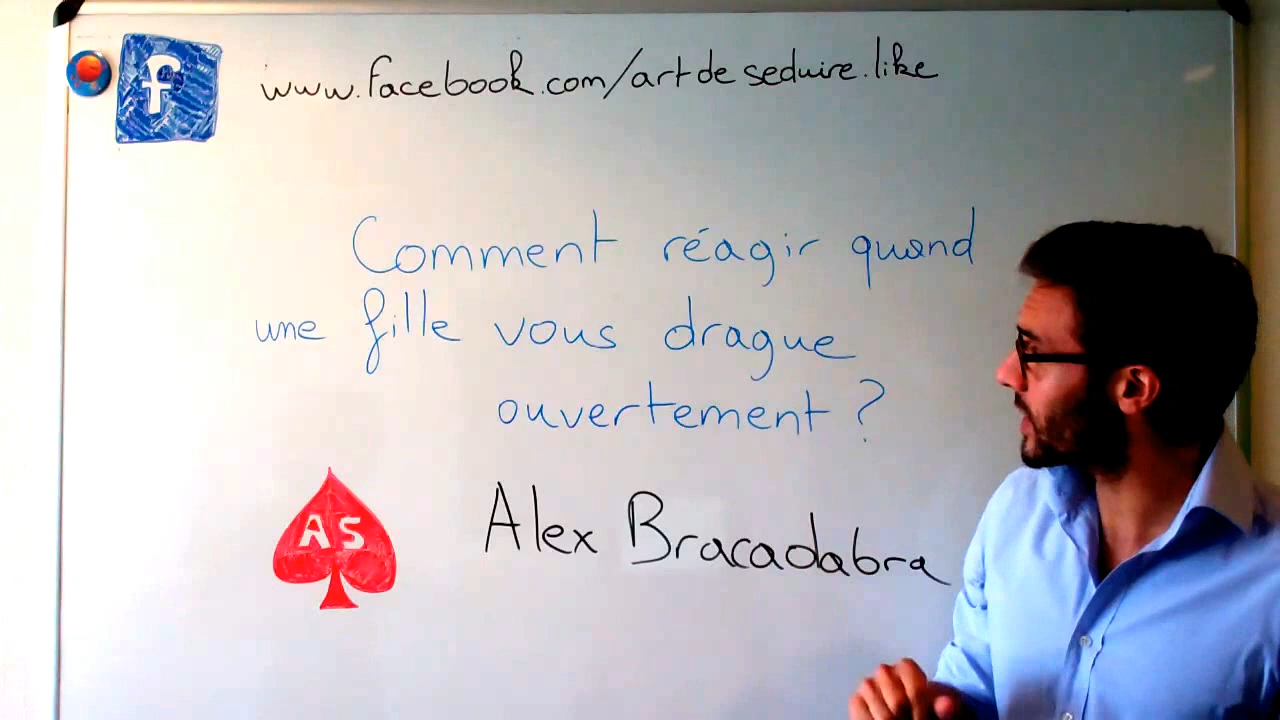 f www.facebook.com/artdeseduire.like
Comment réagir quand
une fille vous drague
ouvertement ?
AS Alex Bracadabra